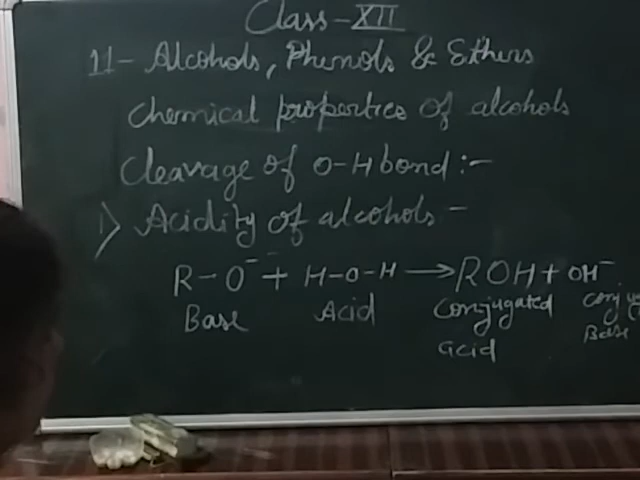 Class-XII
11- Alcohols, Phenols & Ethers
Chemical properties of alcohols
Cleavage of O-H bond:-
1) Acidity of alcohols-
R-O⁻ + H-O-H → ROH + OH⁻
Base Acid Conjugated
acid Base